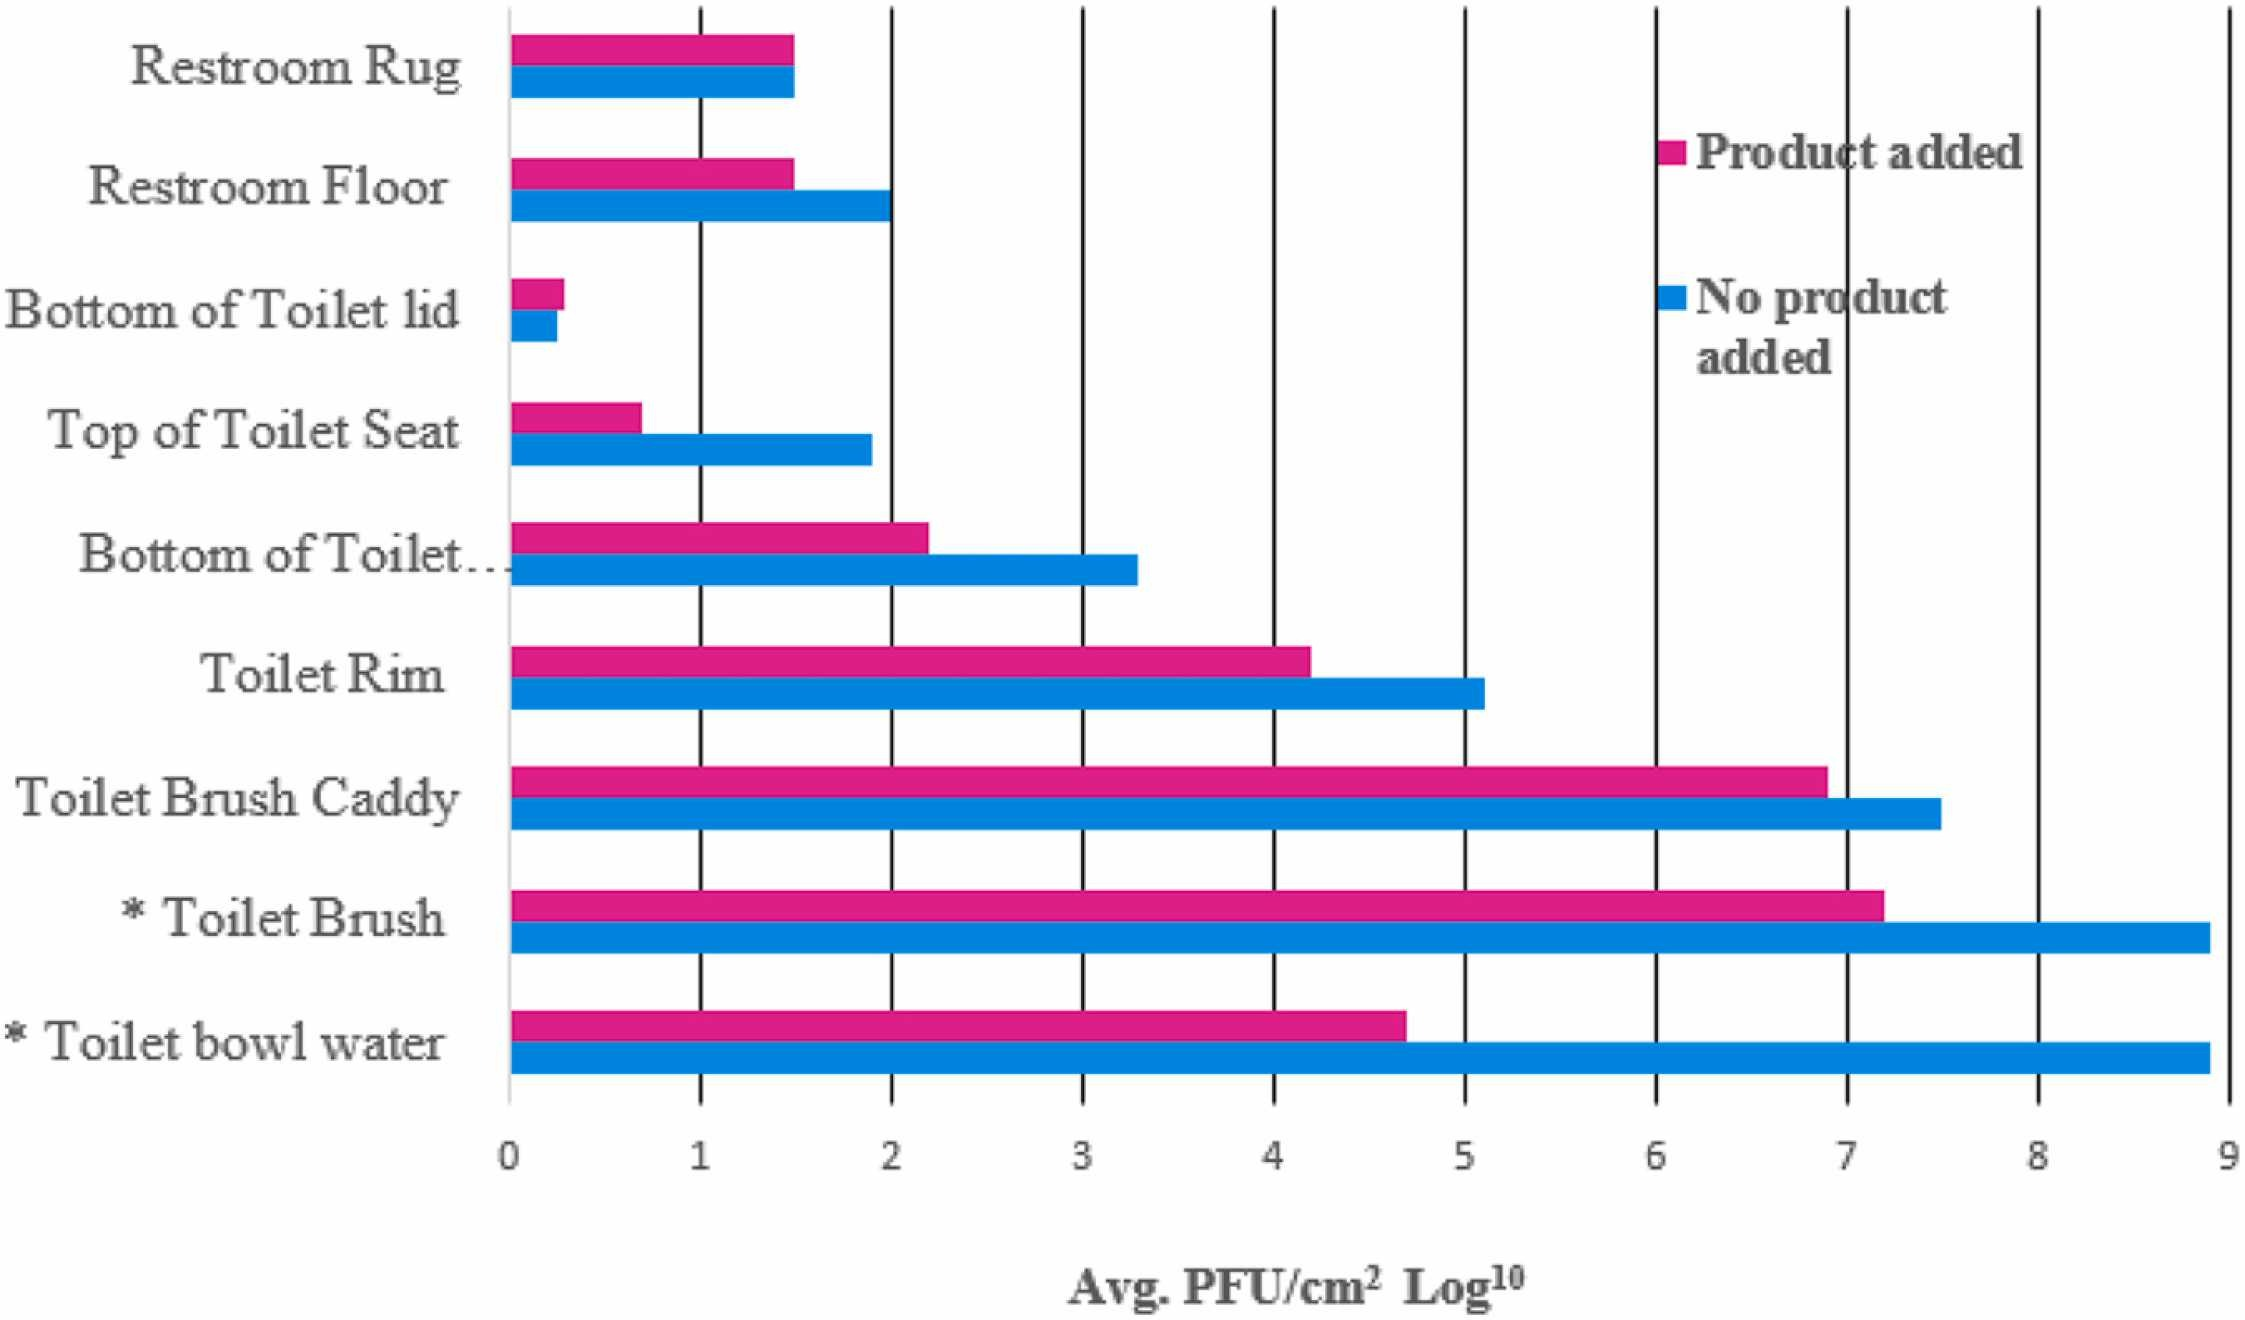 Restroom Rug
Restroom Floor
Bottom of Toilet lid
Top of Toilet Seat
Bottom of Toilet...
Toilet Rim
Toilet Brush Caddy
* Toilet Brush
* Toilet bowl water
Product added
No product
added
0 1 2 3 4 5 6 7 8 9
Avg. PFU/cm² Log¹⁰